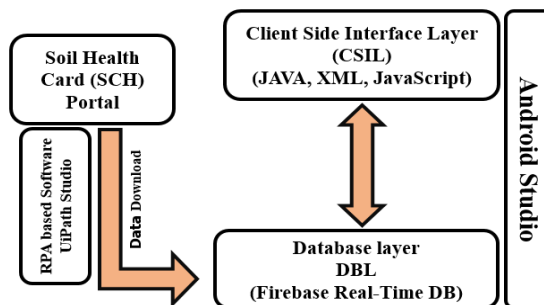 Soil Health
Card (SCH)
Portal
RPA based Software
UiPath Studio
Data Download
Client Side Interface Layer
(CSIL)
(JAVA, XML, JavaScript)
Database layer
DBL
(Firebase Real-Time DB)
Android Studio